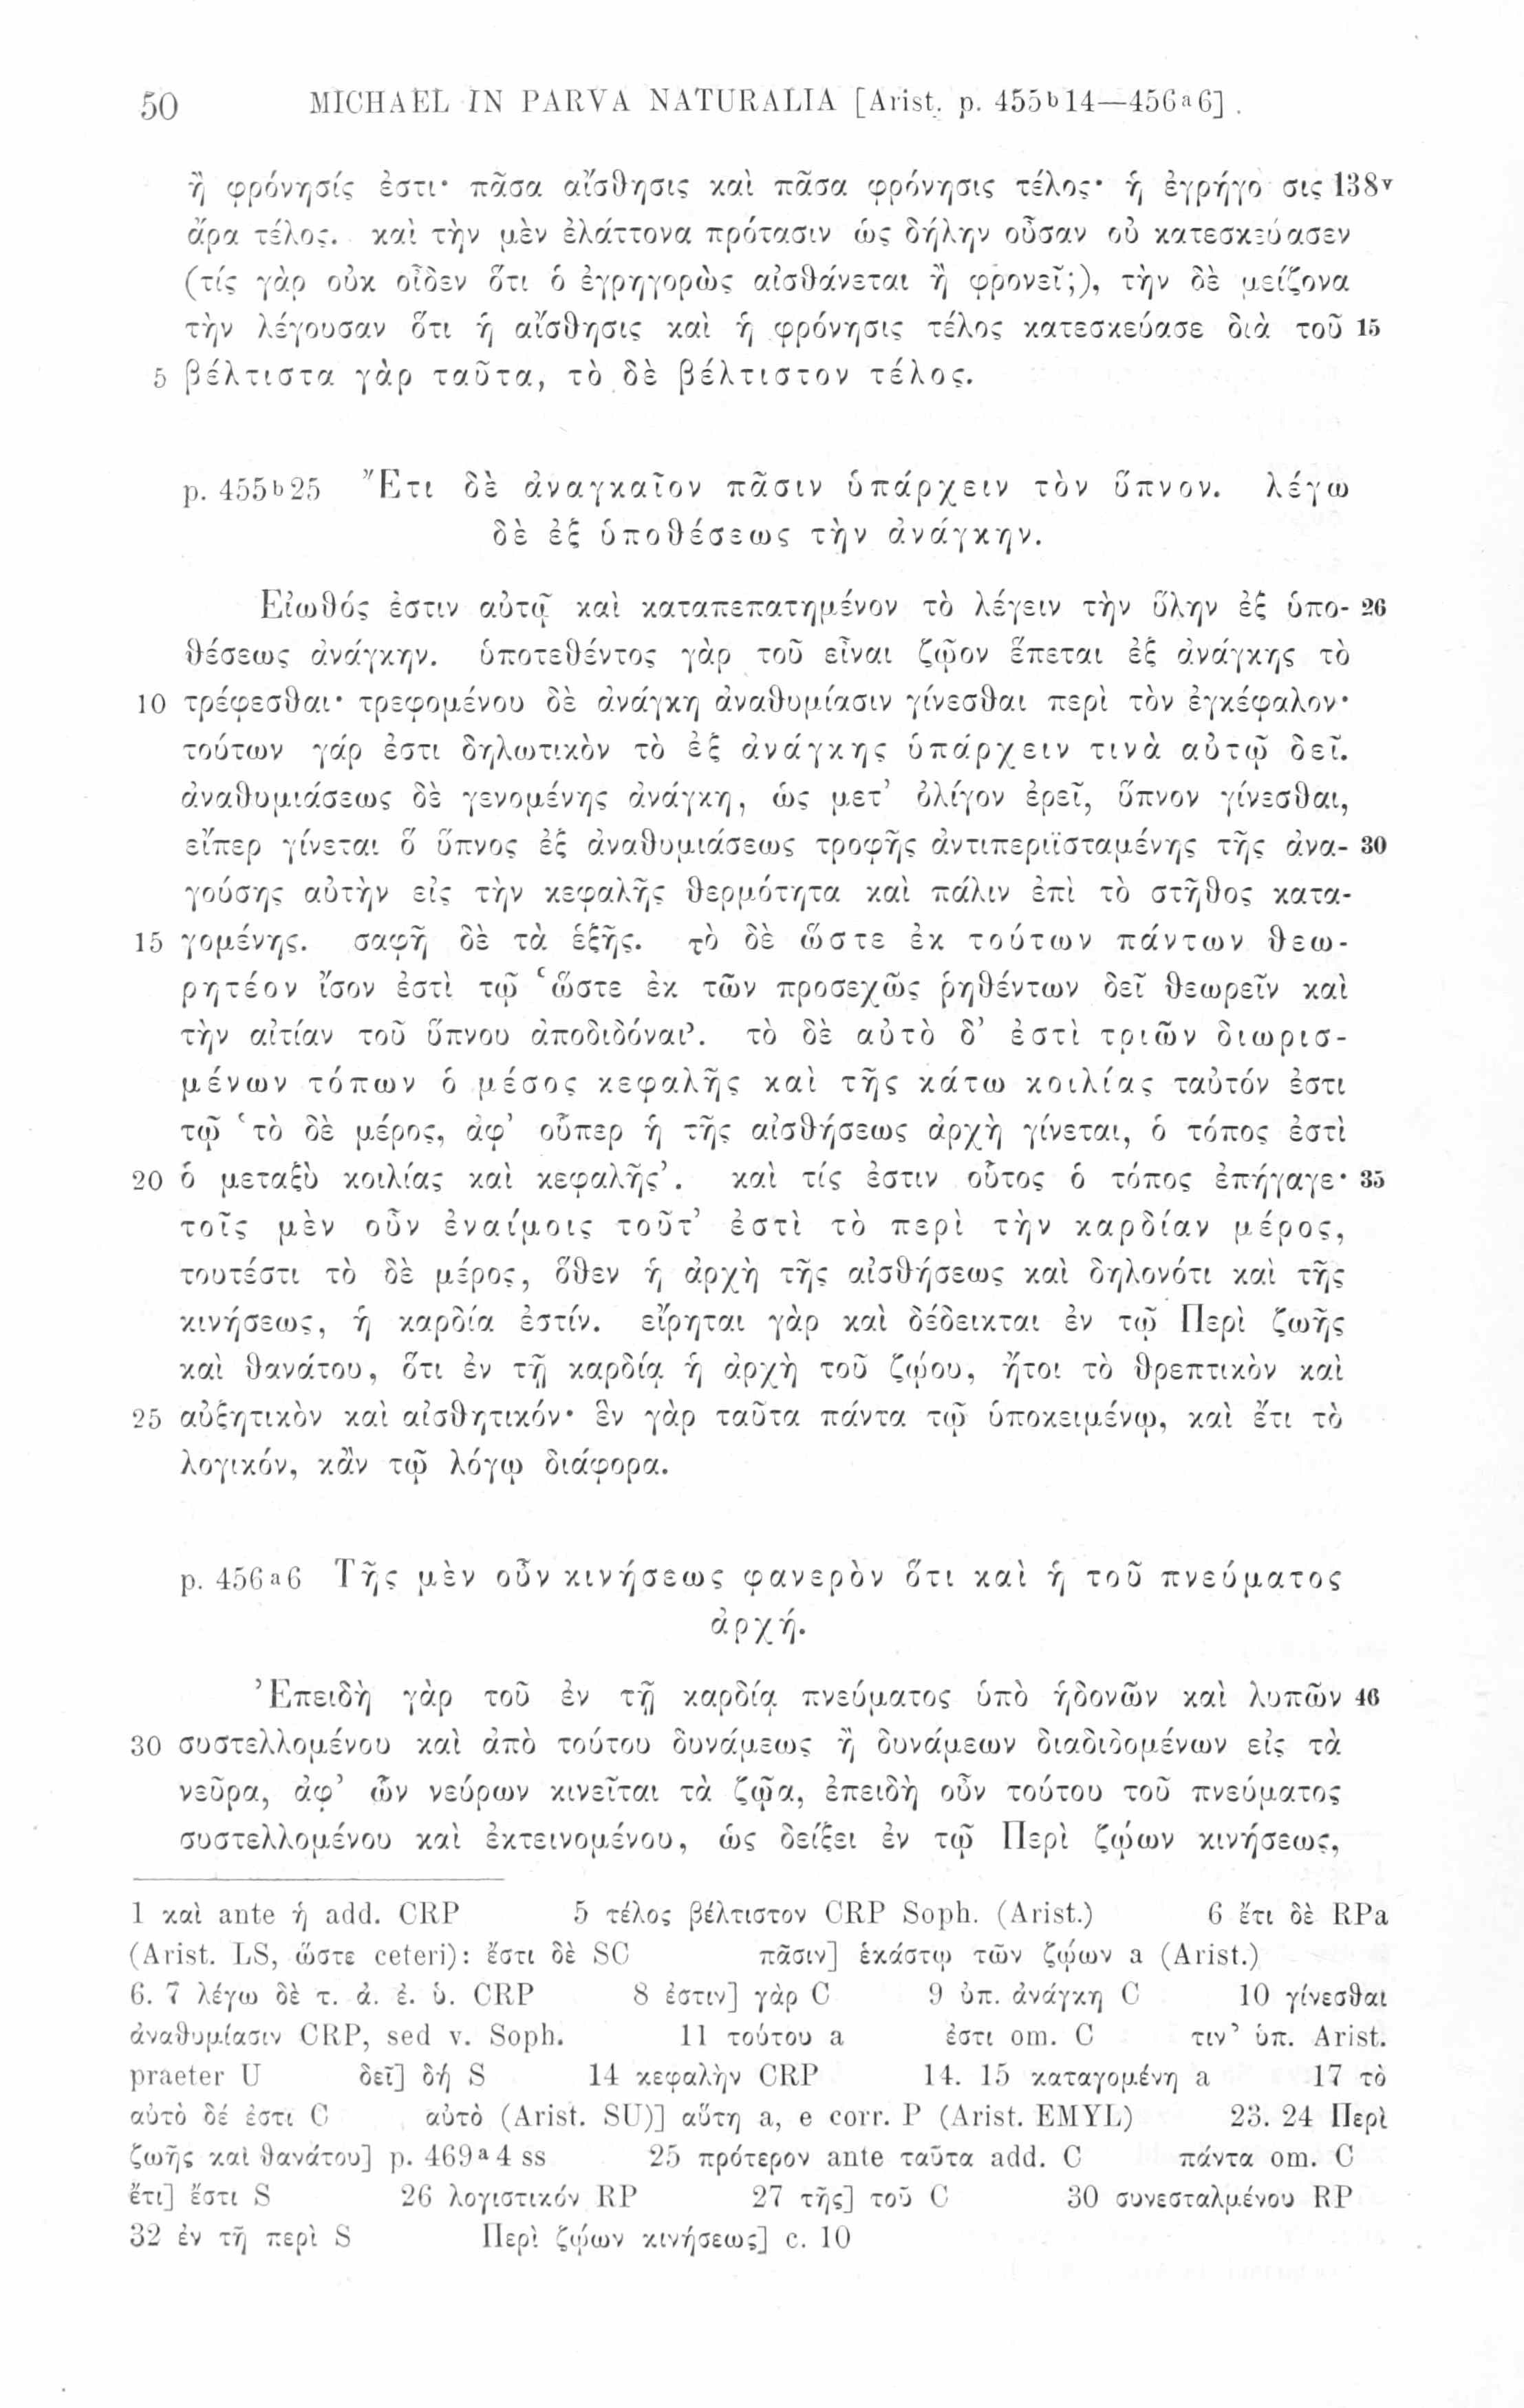 50 MICHAEL IN PARVA NATURALIA [Arist. p. 455b14—456a6].
ἢ φρόνησίς ἐστι· πᾶσα αἴσθησις καὶ πᾶσα φρόνησις τέλος· ἡ ἐγρήγο σις 138v
ἄρα τέλος. καὶ τὴν μὲν ἐλάττονα πρότασιν ὡς δήλην οὖσαν οὐ κατεσκεύασεν
(τίς γὰρ οὐκ οἶδεν ὅτι ὁ ἐγρηγορὼς αἰσθάνεται ἢ φρονεῖ;), τὴν δὲ μείζονα
τὴν λέγουσαν ὅτι ἡ αἴσθησις καὶ ἡ φρόνησις τέλος κατεσκεύασε διὰ τοῦ 15
5 βέλτιστα γὰρ ταῦτα, τὸ δὲ βέλτιστον τέλος.
p. 455b25 Ἔτι δὲ ἀναγκαῖον πᾶσιν ὑπάρχειν τὸν ὕπνον. λέγω
δὲ ἐξ ὑποθέσεως τὴν ἀνάγκην.
Εἰωθός ἐστιν αὐτῷ καὶ καταπεπατημένον τὸ λέγειν τὴν ὕλην ἐξ ὑπο- 26
θέσεως ἀνάγκην. ὑποτεθέντος γὰρ τοῦ εἶναι ζῷον ἕπεται ἐξ ἀνάγκης τὸ
10 τρέφεσθαι· τρεφομένου δὲ ἀνάγκη ἀναθυμίασιν γίνεσθαι περὶ τὸν ἐγκέφαλον·
τούτων γάρ ἐστι δηλωτικὸν τὸ ἐξ ἀνάγκης ὑπάρχειν τινὰ αὐτῷ δεῖ.
ἀναθυμιάσεως δὲ γενομένης ἀνάγκη, ὡς μετ’ ὀλίγον ἐρεῖ, ὕπνον γίνεσθαι,
εἴπερ γίνεται ὅ ὕπνος ἐξ ἀναθυμιάσεως τροφῆς ἀντιπεριϊσταμένης τῆς ἀνα- 30
γούσης αὐτὴν εἰς τὴν κεφαλῆς θερμότητα καὶ πάλιν ἐπὶ τὸ στῆθος κατα-
15 γομένης. σαφῆ δὲ τὰ ἑξῆς. τὸ δὲ ὥστε ἐκ τούτων πάντων θεω-
ρητέον ἴσον ἐστὶ τῷ ‘ὥστε ἐκ τῶν προσεχῶς ῥηθέντων δεῖ θεωρεῖν καὶ
τὴν αἰτίαν τοῦ ὕπνου ἀποδιδόναι’. τὸ δὲ αὐτὸ δ’ ἐστὶ τριῶν διωρισ-
μένων τόπων ὁ μέσος κεφαλῆς καὶ τῆς κάτω κοιλίας ταὐτόν ἐστι
τῷ ‘τὸ δὲ μέρος, ἀφ’ οὗπερ ἡ τῆς αἰσθήσεως ἀρχὴ γίνεται, ὁ τόπος ἐστὶ
20 ὁ μεταξὺ κοιλίας καὶ κεφαλῆς’. καὶ τίς ἐστιν οὗτος ὁ τόπος ἐπήγαγε· 35
τοῖς μὲν οὖν ἐναίμοις τοῦτ’ ἐστὶ τὸ περὶ τὴν καρδίαν μέρος,
τουτέστι τὸ δὲ μέρος, ὅθεν ἡ ἀρχὴ τῆς αἰσθήσεως καὶ δηλονότι καὶ τῆς
κινήσεως, ἡ καρδία ἐστίν. εἴρηται γὰρ καὶ δέδεικται ἐν τῷ Περὶ ζωῆς
καὶ θανάτου, ὅτι ἐν τῇ καρδίᾳ ἡ ἀρχὴ τοῦ ζῴου, ἤτοι τὸ θρεπτικὸν καὶ
25 αὐξητικὸν καὶ αἰσθητικόν· ἓν γὰρ ταῦτα πάντα τῷ ὑποκειμένῳ, καὶ ἔτι τὸ
λογικόν, κἂν τῷ λόγῳ διάφορα.
p. 456a6 Τῆς μὲν οὖν κινήσεως φανερὸν ὅτι καὶ ἡ τοῦ πνεύματος
ἀρχή.
Ἐπειδὴ γὰρ τοῦ ἐν τῇ καρδίᾳ πνεύματος ὑπὸ ἡδονῶν καὶ λυπῶν 46
30 συστελλομένου καὶ ἀπὸ τούτου δυνάμεως ἢ δυνάμεων διαδιδομένων εἰς τὰ
νεῦρα, ἀφ’ ὧν νεύρων κινεῖται τὰ ζῷα, ἐπειδὴ οὖν τούτου τοῦ πνεύματος
συστελλομένου καὶ ἐκτεινομένου, ὡς δείξει ἐν τῷ Περὶ ζῴων κινήσεως,
1 καὶ ante ἡ add. CRP 5 τέλος βέλτιστον CRP Soph. (Arist.) 6 ἔτι δὲ RPa
(Arist. LS, ὥστε ceteri): ἔστι δὲ SC πᾶσιν] ἑκάστῳ τῶν ζῴων a (Arist.)
6. 7 λέγω δὲ τ. ἀ. ἐ. ὑ. CRP 8 ἐστιν] γὰρ C 9 ὑπ. ἀνάγκη C 10 γίνεσθαι
ἀναθυμίασιν CRP, sed v. Soph. 11 τούτου a ἐστι om. C τιν’ ὑπ. Arist.
praeter U δεῖ] δή S 14 κεφαλὴν CRP 14. 15 καταγομένη a 17 τὸ
αὐτὸ δέ ἐστι C αὐτὸ (Arist. SU)] αὕτη a, e corr. P (Arist. EMYL) 23. 24 Περὶ
ζωῆς καὶ θανάτου] p. 469a4 ss 25 πρότερον ante ταῦτα add. C πάντα om. C
ἔτι] ἔστι S 26 λογιστικόν RP 27 τῆς] τοῦ C 30 συνεσταλμένου RP
32 ἐν τῇ περὶ S Περὶ ζῴων κινήσεως] c. 10